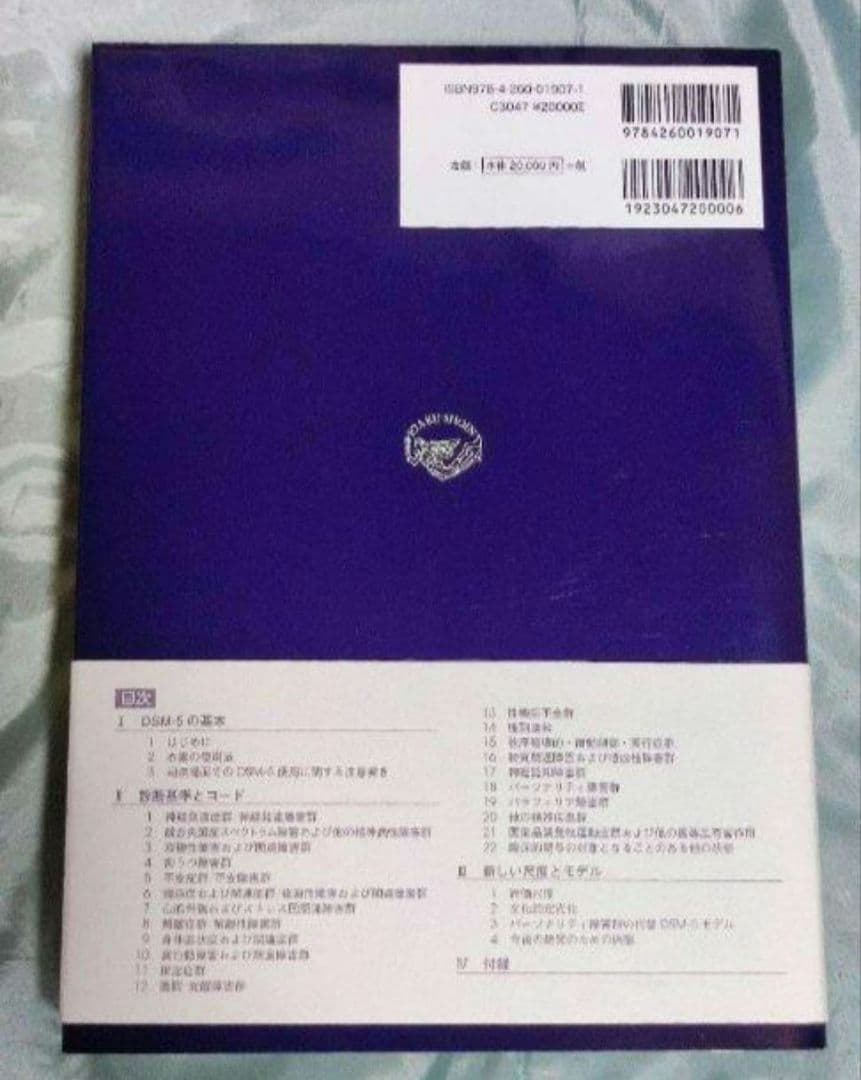 ISBN978-4-260-01907-1
C3047 ¥20000E
定価 本体 20,000円 +税
9784260019071
1923047200006
IGAKU-SHOIN
目次
Ⅰ DSM-5の基本
1 はじめに
2 本書の使用法
3 司法場面でのDSM-5使用に関する注意書き
Ⅱ 診断基準とコード
1 神経発達症群/神経発達障害群
2 統合失調症スペクトラム障害および他の精神病性障害群
3 双極性障害および関連障害群
4 抑うつ障害群
5 不安症群/不安障害群
6 強迫症および関連症群/強迫性障害および関連障害群
7 心的外傷およびストレス因関連障害群
8 解離症群/解離性障害群
9 身体症状症および関連症群
10 食行動障害および摂食障害群
11 排泄症群
12 睡眠-覚醒障害群
13 性機能不全群
14 性別違和
15 秩序破壊的・衝動制御・素行症群
16 物質関連障害および嗜癖性障害群
17 神経認知障害群
18 パーソナリティ障害群
19 パラフィリア障害群
20 他の精神疾患群
21 医薬品誘発性運動症群および他の医薬品有害作用
22 臨床的関与の対象となることのある他の状態
Ⅲ 新しい尺度とモデル
1 評価尺度
2 文化的定式化
3 パーソナリティ障害群の代替DSM-5モデル
4 今後の研究のための病態
Ⅳ 付録